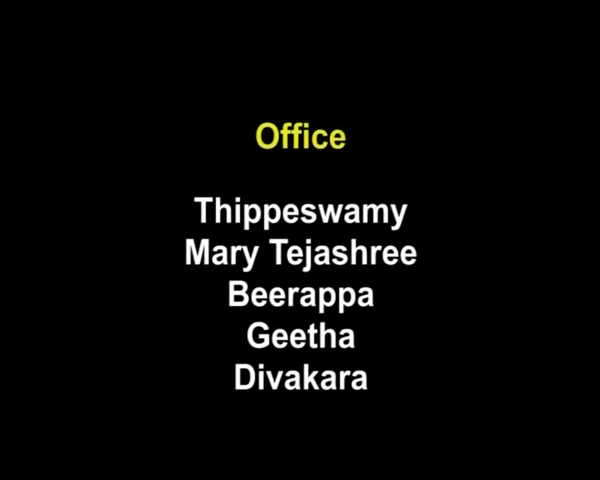 Office
Thippeswamy
Mary Tejashree
Beerappa
Geetha
Divakara